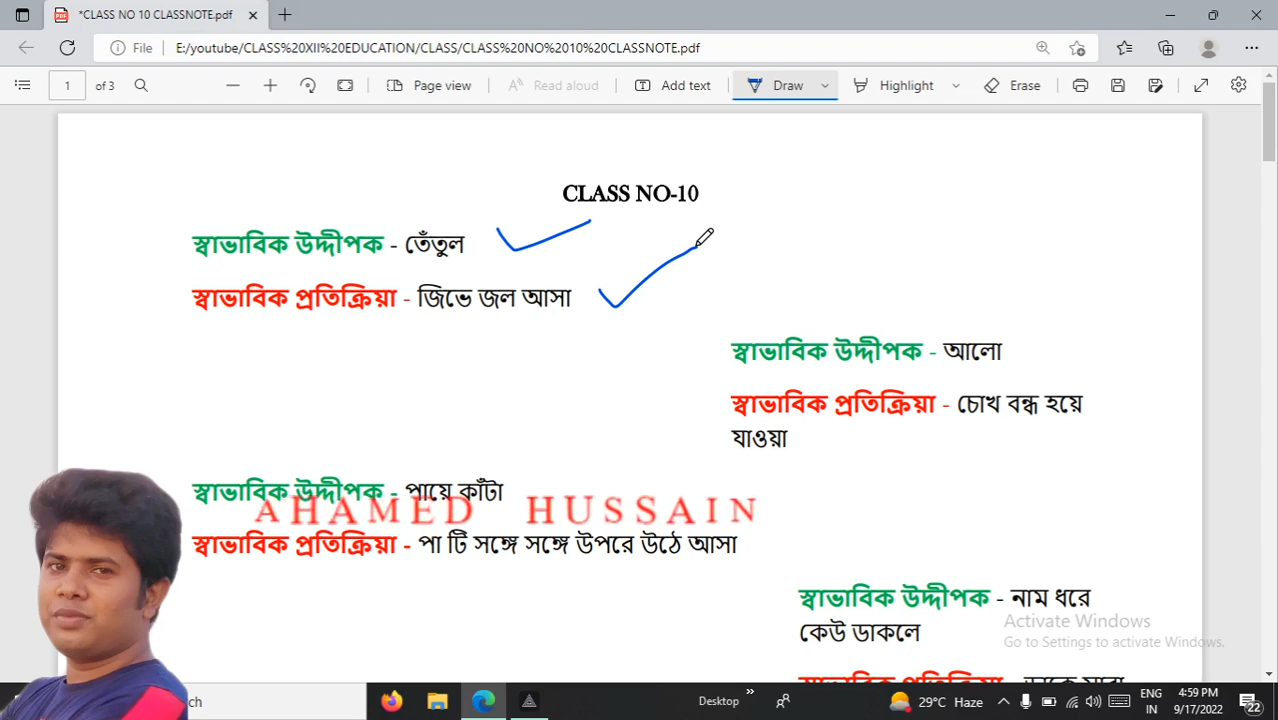 *CLASS NO 10 CLASSNOTE.pdf
File E:/youtube/CLASS%20XII%20EDUCATION/CLASS/CLASS%20NO%2010%20CLASSNOTE.pdf
1 of 3 Page view Read aloud Add text Draw Highlight Erase
CLASS NO-10
স্বাভাবিক উদ্দীপক - তেঁতুল
স্বাভাবিক প্রতিক্রিয়া - জিভে জল আসা
স্বাভাবিক উদ্দীপক - আলো
স্বাভাবিক প্রতিক্রিয়া - চোখ বন্ধ হয়ে
যাওয়া
স্বাভাবিক উদ্দীপক - পায়ে কাঁটা
AHAMED HUSSAIN
স্বাভাবিক প্রতিক্রিয়া - পা টি সঙ্গে সঙ্গে উপরে উঠে আসা
স্বাভাবিক উদ্দীপক - নাম ধরে
কেউ ডাকলে
Activate Windows
Go to Settings to activate Windows.
Desktop 29°C Haze ENG IN 4:59 PM 9/17/2022 22